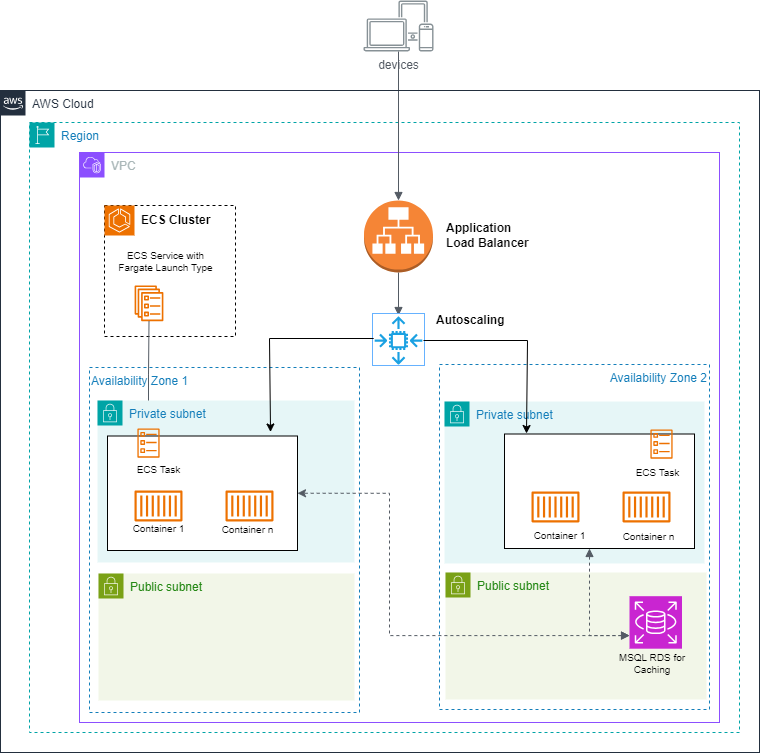 devices
aws
AWS Cloud
Region
VPC
ECS Cluster
ECS Service with
Fargate Launch Type
Application
Load Balancer
Autoscaling
Availability Zone 1
Private subnet
ECS Task
Container 1
Container n
Public subnet
Availability Zone 2
Private subnet
ECS Task
Container 1
Container n
Public subnet
MSQL RDS for
Caching